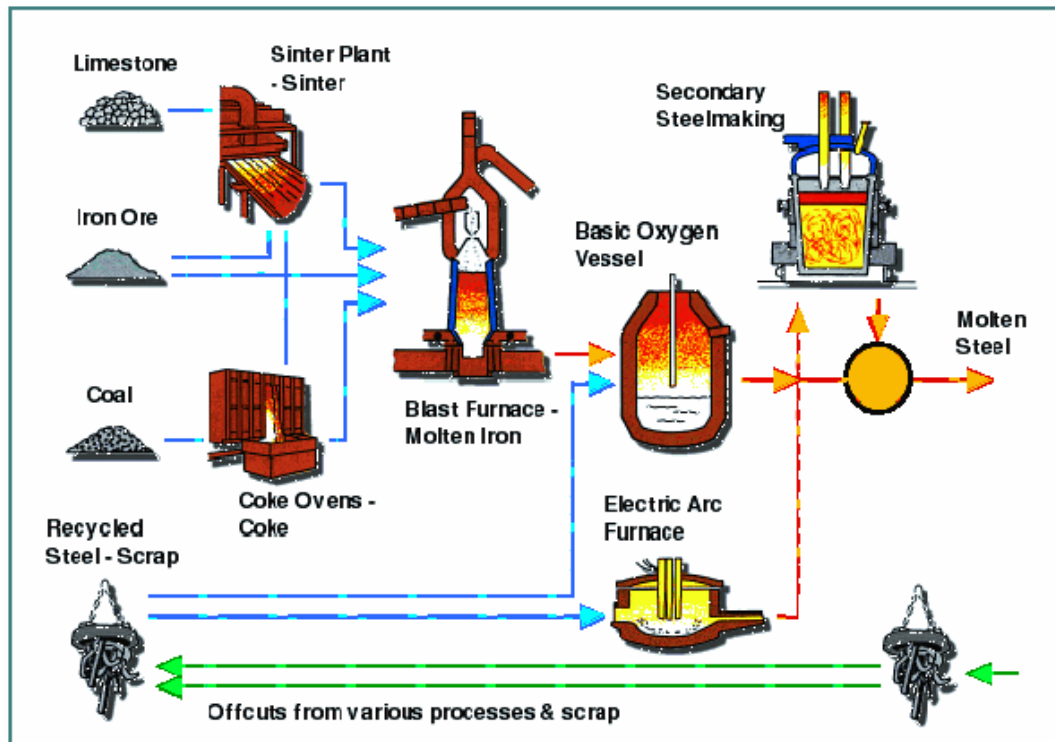 Limestone
Sinter Plant
- Sinter
Secondary
Steelmaking
Iron Ore
Basic Oxygen
Vessel
Molten
Steel
Coal
Blast Furnace -
Molten Iron
Coke Ovens -
Coke
Electric Arc
Furnace
Recycled
Steel - Scrap
Offcuts from various processes & scrap